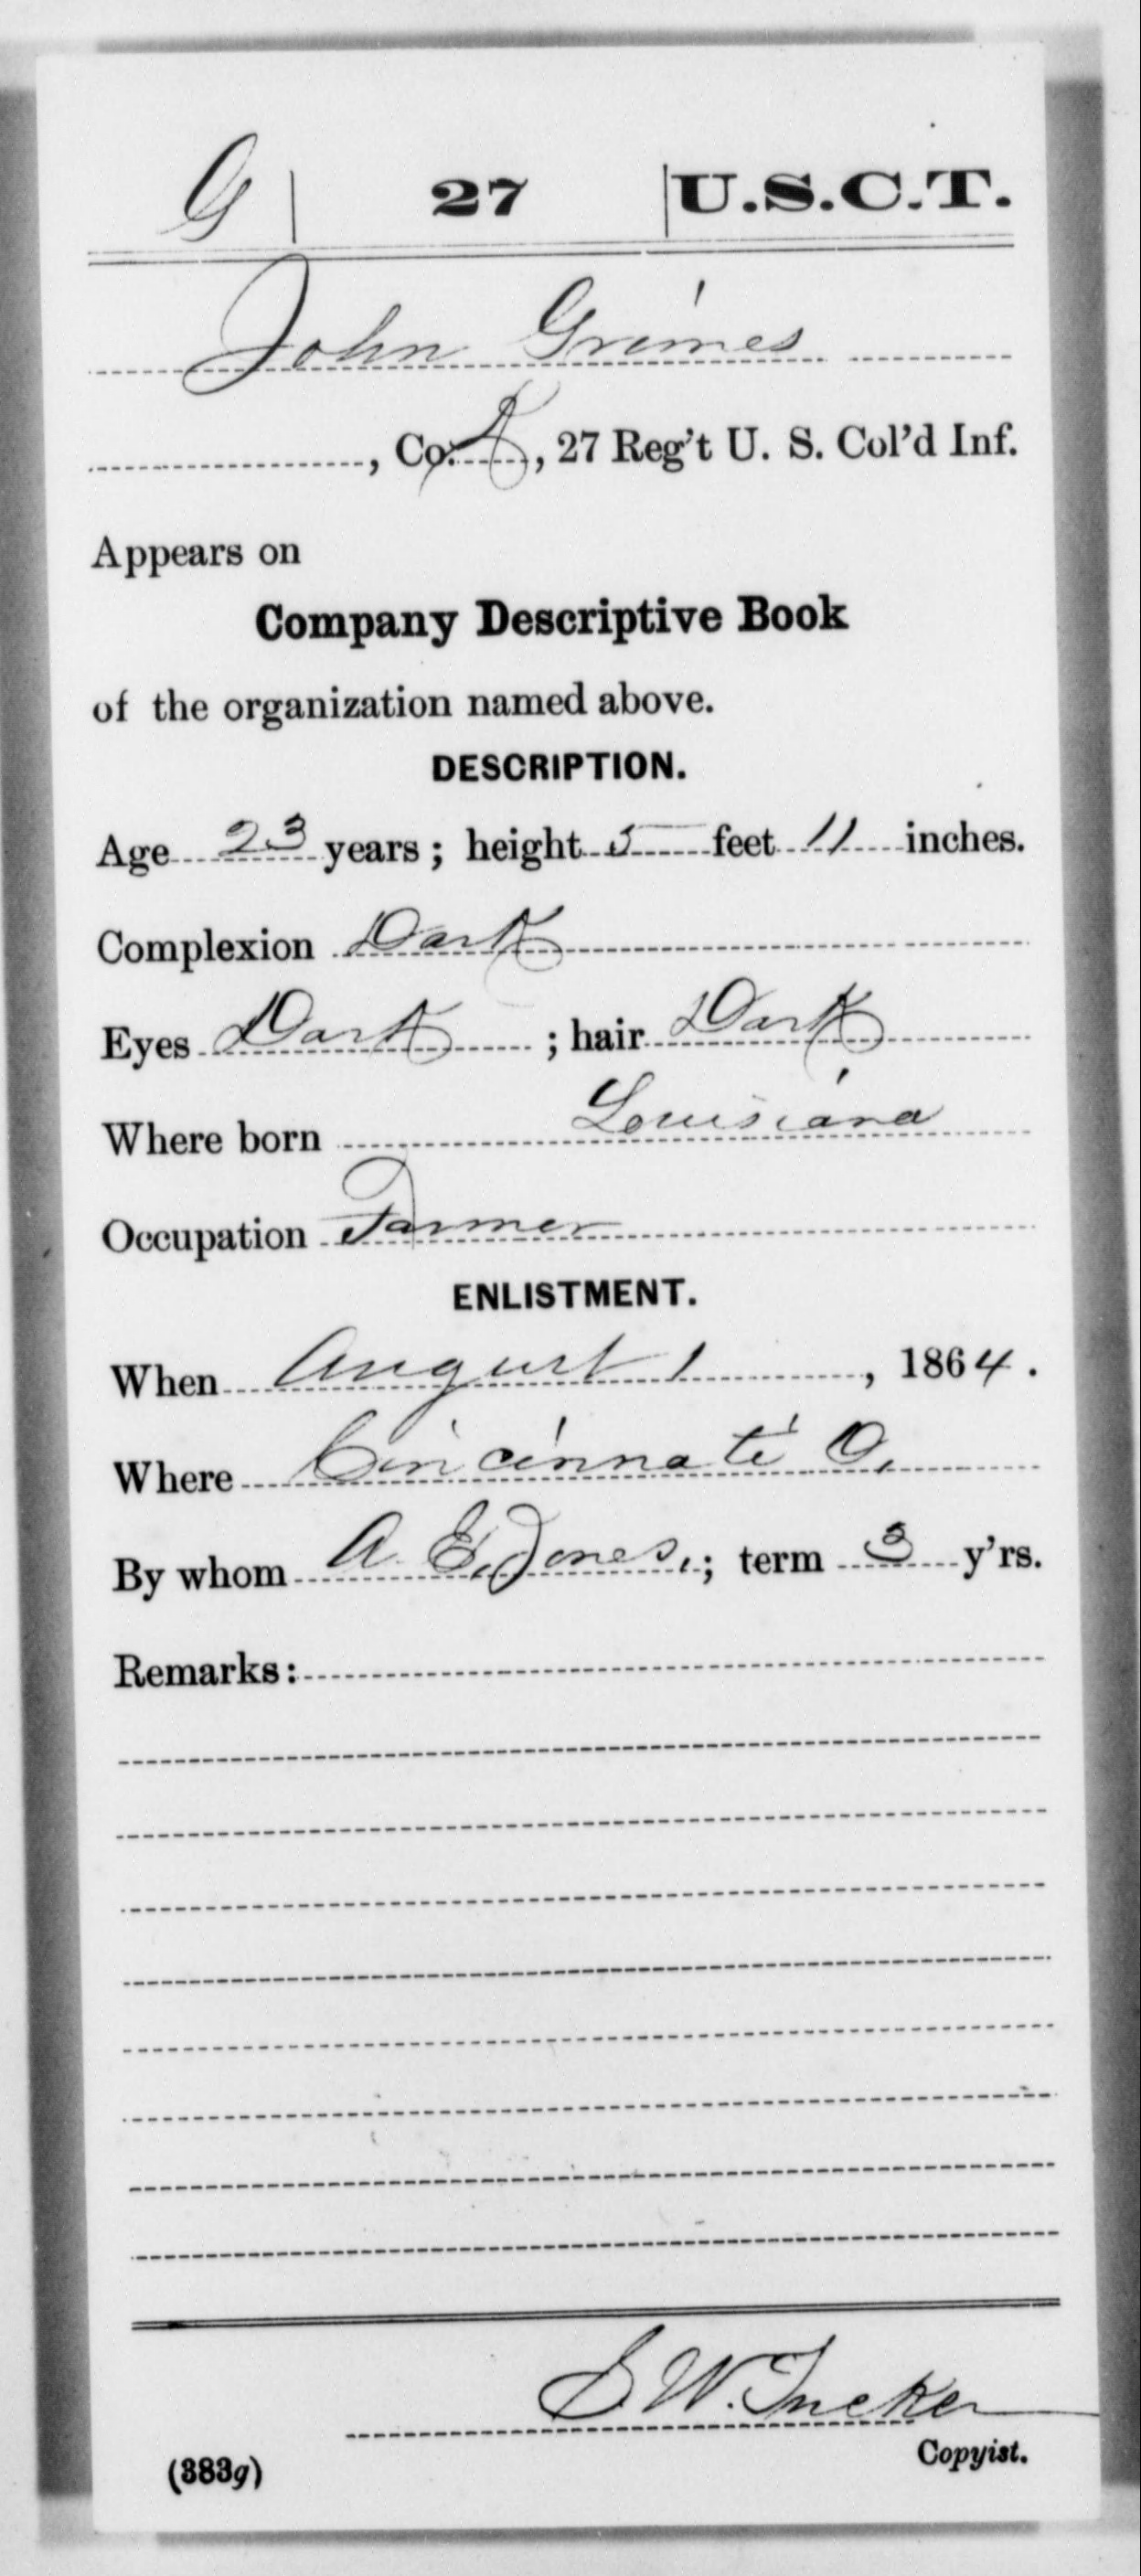 G | 27 | U.S.C.T.
John Grimes
, Co. K, 27 Reg't U. S. Col'd Inf.
Appears on
Company Descriptive Book
of the organization named above.
DESCRIPTION.
Age 23 years; height 5 feet 11 inches.
Complexion Dark
Eyes Dark; hair Dark
Where born Louisiana
Occupation Farmer
ENLISTMENT.
When August 1, 1864.
Where Cincinnati O,
By whom A. E. Jones,; term 3 y'rs.
Remarks:
S W. Tucker
Copyist.
(383g)